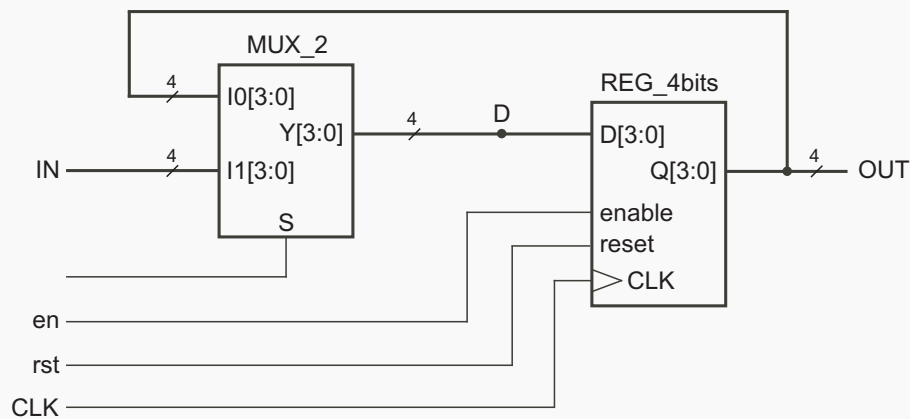 MUX_2
REG_4bits
4
I0[3:0]
4
D
4
Y[3:0]
D[3:0]
IN
4
I1[3:0]
Q[3:0]
4
OUT
S
enable
reset
CLK
en
rst
CLK